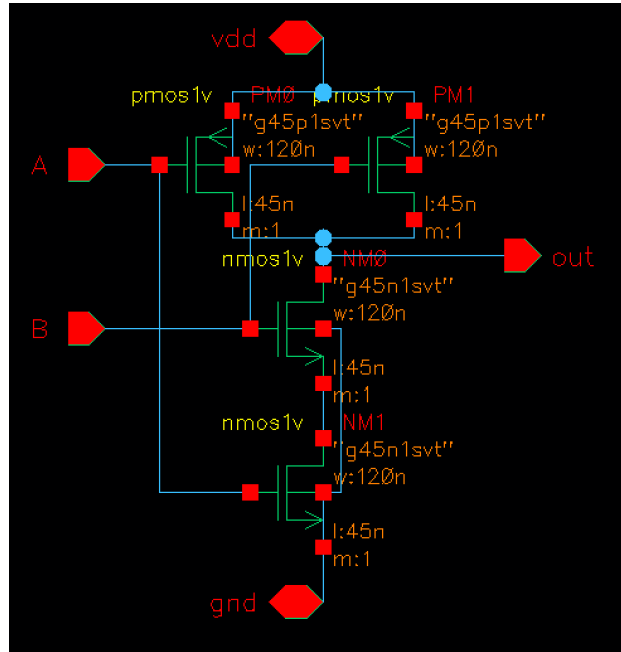 vdd
pmos1v PM0 pmos1v PM1
"g45p1svt" "g45p1svt"
w:120n w:120n
A
l:45n l:45n
m:1 m:1
nmos1v NM0
out
"g45n1svt"
w:120n
B
l:45n
m:1
nmos1v NM1
"g45n1svt"
w:120n
l:45n
m:1
gnd